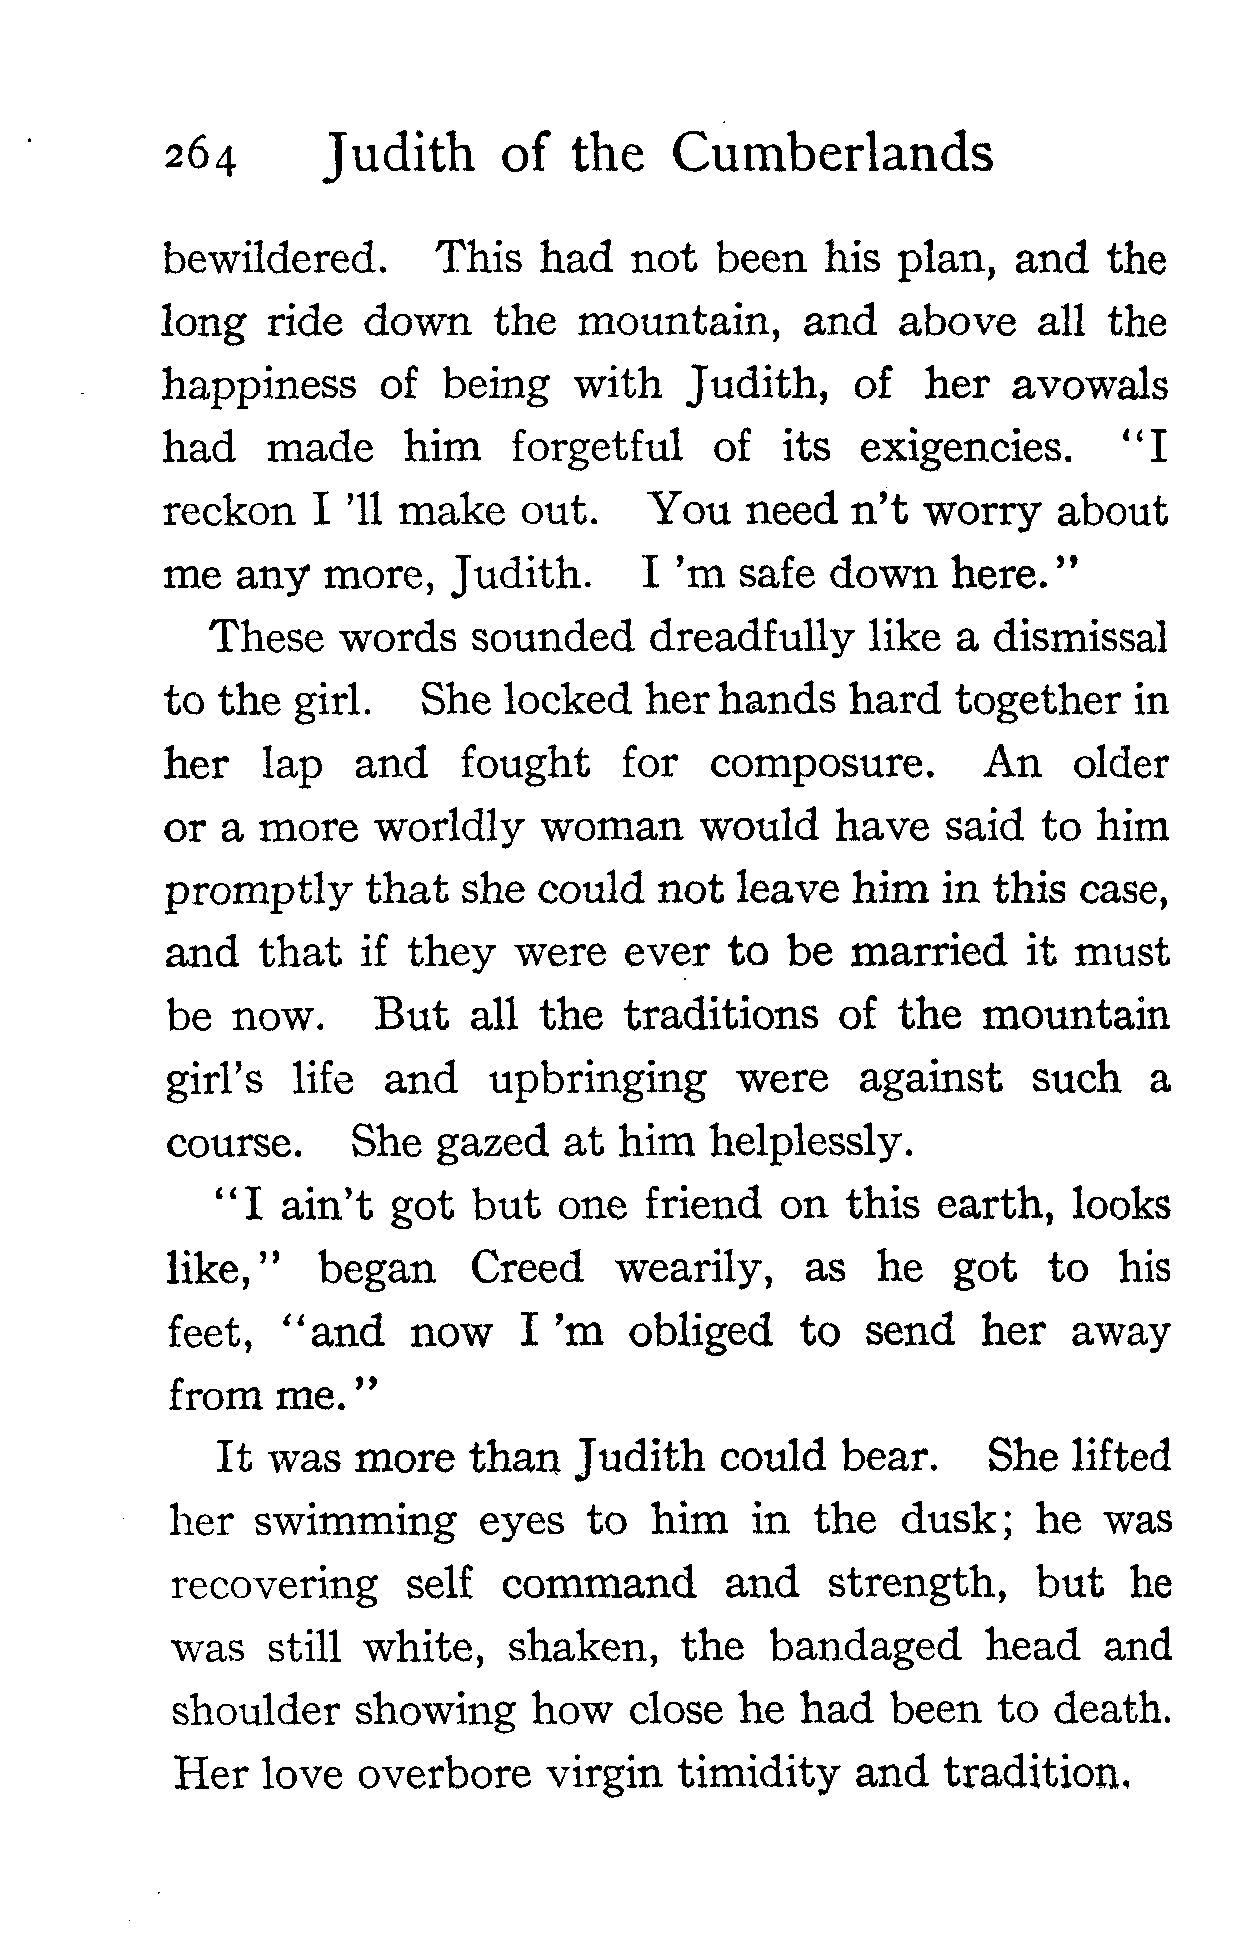 264 Judith of the Cumberlands
bewildered. This had not been his plan, and the
long ride down the mountain, and above all the
happiness of being with Judith, of her avowals
had made him forgetful of its exigencies. "I
reckon I 'll make out. You need n't worry about
me any more, Judith. I 'm safe down here."
These words sounded dreadfully like a dismissal
to the girl. She locked her hands hard together in
her lap and fought for composure. An older
or a more worldly woman would have said to him
promptly that she could not leave him in this case,
and that if they were ever to be married it must
be now. But all the traditions of the mountain
girl's life and upbringing were against such a
course. She gazed at him helplessly.
"I ain't got but one friend on this earth, looks
like," began Creed wearily, as he got to his
feet, "and now I 'm obliged to send her away
from me."
It was more than Judith could bear. She lifted
her swimming eyes to him in the dusk; he was
recovering self command and strength, but he
was still white, shaken, the bandaged head and
shoulder showing how close he had been to death.
Her love overbore virgin timidity and tradition.